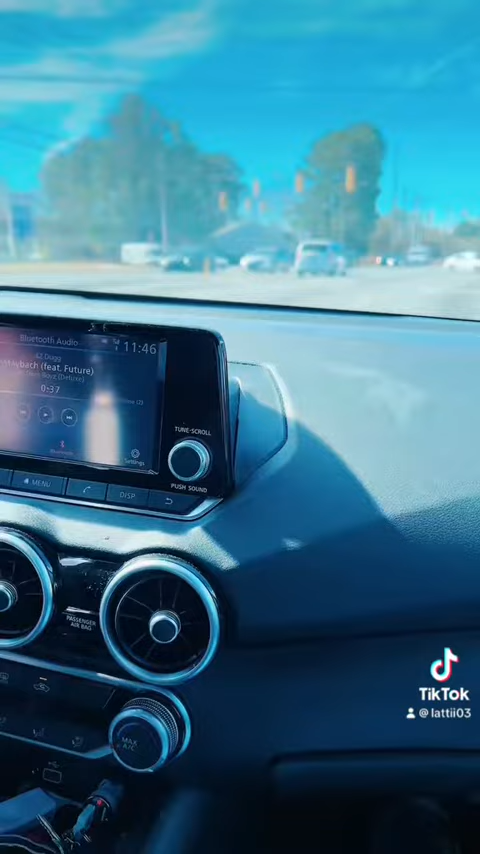 Bluetooth Audio
11:46
42 Dugg
Maybach (feat. Future)
0:37
TUNE·SCROLL
Settings
PUSH SOUND
MENU
DISP
PASSENGER
AIR BAG
MAX
A/C
TikTok
@lattii03